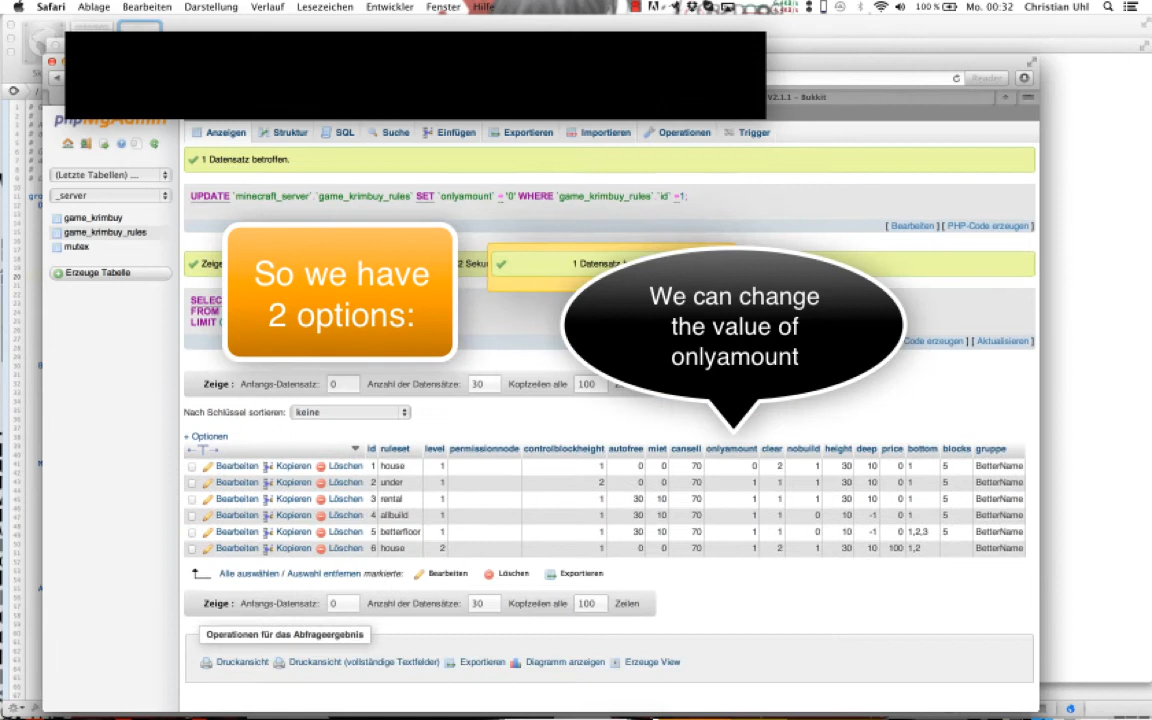 Safari Ablage Bearbeiten Darstellung Verlauf Lesezeichen Entwickler Fenster Hilfe 100% Mo. 00:32 Christian Uhl
Reader
V2.1.1 – Bukkit
phpMyAdmin
Anzeigen Struktur SQL Suche Einfügen Exportieren Importieren Operationen Trigger
(Letzte Tabellen) ...
_server
game_krimbuy
game_krimbuy_rules
mutex
Erzeuge Tabelle
1 Datensatz betroffen.
UPDATE `minecraft_server`.`game_krimbuy_rules` SET `onlyamount` = '0' WHERE `game_krimbuy_rules`.`id` =1;
[ Bearbeiten ] [ PHP-Code erzeugen ]
So we have
2 options:
We can change
the value of
onlyamount
1 Datensatz
FROM
LIMIT
Code erzeugen ] [ Aktualisieren ]
Zeige : Anfangs-Datensatz: 0 Anzahl der Datensätze: 30 Kopfzeilen alle 100
Nach Schlüssel sortieren: keine
+ Optionen
id ruleset level permissionnode controlblockheight autofree miet cansell onlyamount clear nobuild height deep price bottom blocks gruppe
Bearbeiten Kopieren Löschen 1 house 1 1 0 0 70 0 2 1 30 10 0 1 5 BetterName
Bearbeiten Kopieren Löschen 2 under 1 2 0 0 70 1 1 1 30 10 0 1 5 BetterName
Bearbeiten Kopieren Löschen 3 rental 1 1 30 10 70 1 1 1 30 10 0 1 5 BetterName
Bearbeiten Kopieren Löschen 4 allbuild 1 1 30 10 70 1 1 0 10 -1 0 1 5 BetterName
Bearbeiten Kopieren Löschen 5 betterfloor 1 1 30 10 70 1 1 0 10 -1 0 1,2,3 5 BetterName
Bearbeiten Kopieren Löschen 6 house 2 1 0 0 70 1 2 1 30 10 100 1,2 BetterName
Alle auswählen / Auswahl entfernen markierte: Bearbeiten Löschen Exportieren
Zeige : Anfangs-Datensatz: 0 Anzahl der Datensätze: 30 Kopfzeilen alle 100 Zeilen
Operationen für das Abfrageergebnis
Druckansicht Druckansicht (vollständige Textfelder) Exportieren Diagramm anzeigen Erzeuge View